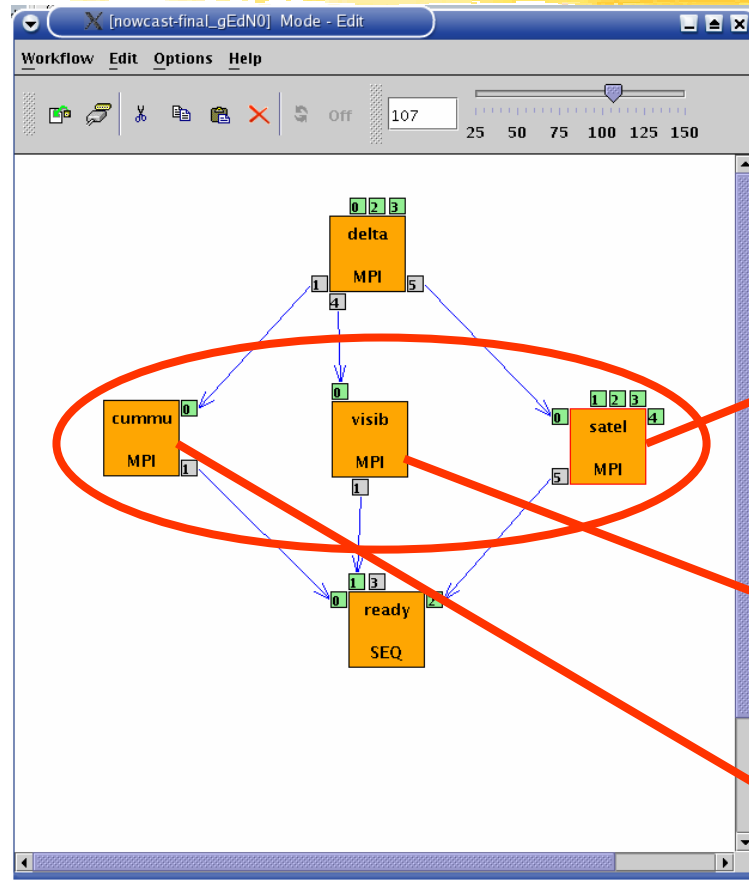 [nowcast-final_gEdN0] Mode - Edit
Workflow Edit Options Help
Off 107
25 50 75 100 125 150
0 2 3
delta
MPI
1 4 5
0
cummu
MPI
1
0
visib
MPI
1
1 2 3
0 4
satel
MPI
5
1 3
0 2
ready
SEQ